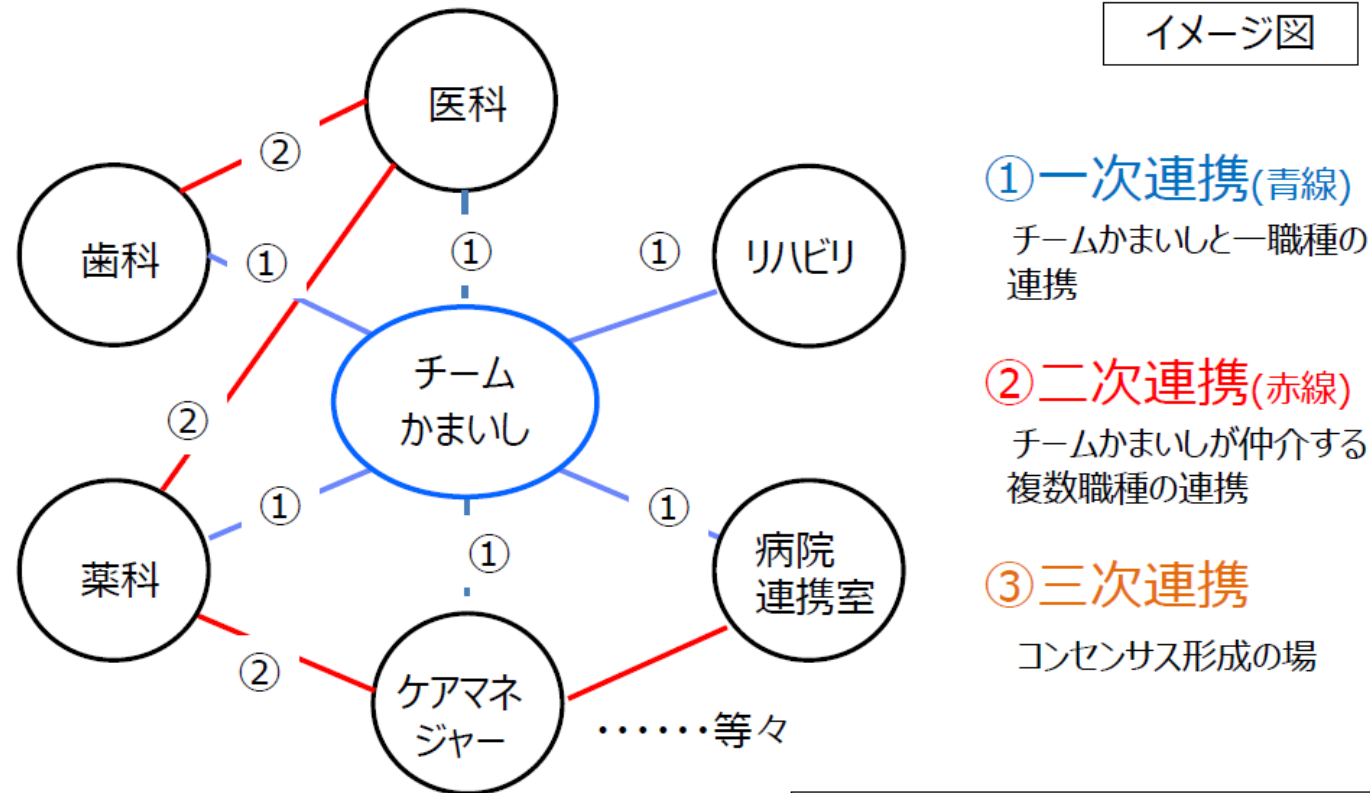 イメージ図
医科
②
歯科
①
①
①
リハビリ
チーム
かまいし
②
①
①
①
薬科
病院
連携室
②
ケアマネ
ジャー
・・・・・・等々
①一次連携(青線)
チームかまいしと一職種の
連携
②二次連携(赤線)
チームかまいしが仲介する
複数職種の連携
③三次連携
コンセンサス形成の場